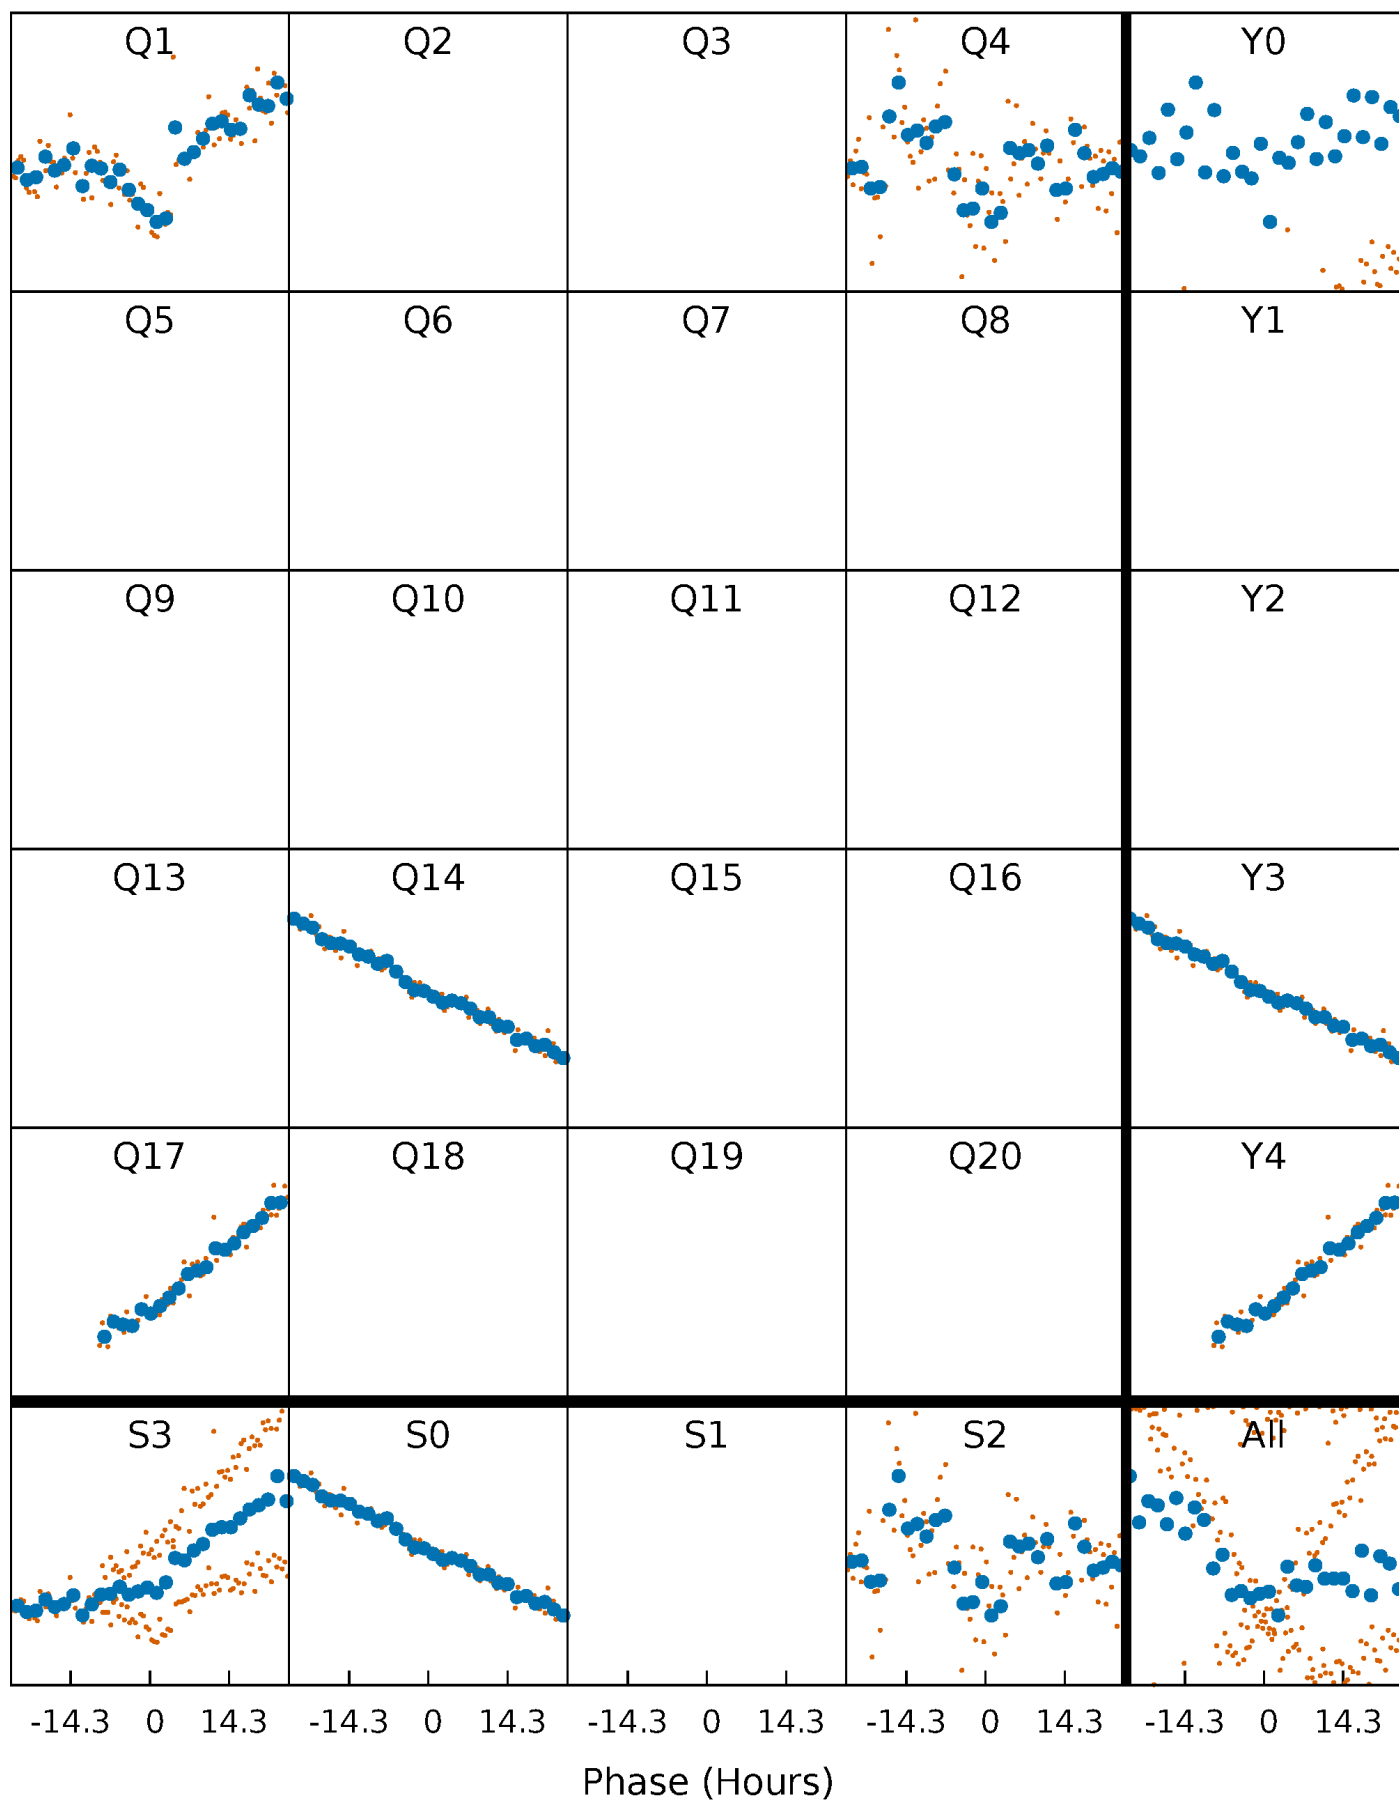 Q1 Q2 Q3 Q4 Y0
Q5 Q6 Q7 Q8 Y1
Q9 Q10 Q11 Q12 Y2
Q13 Q14 Q15 Q16 Y3
Q17 Q18 Q19 Q20 Y4
S3 S0 S1 S2 All
-14.3 0 14.3 -14.3 0 14.3 -14.3 0 14.3 -14.3 0 14.3 -14.3 0 14.3
Phase (Hours)